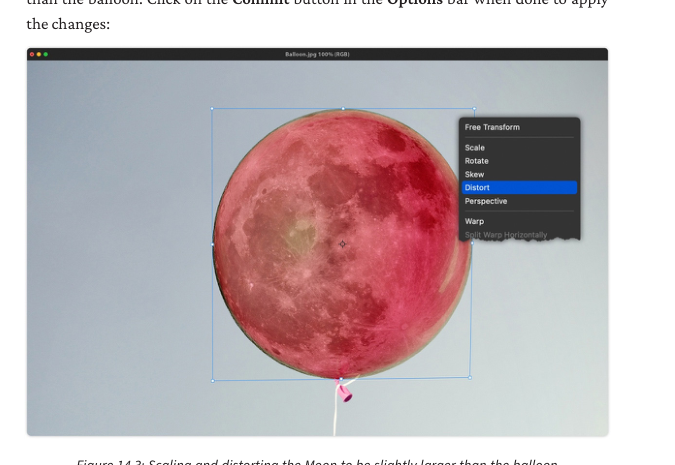 than the balloon. Click on the Commit button in the Options bar when done to apply
the changes:
Balloon.jpg 100% (RGB)
Free Transform
Scale
Rotate
Skew
Distort
Perspective
Warp
Split Warp Horizontally
Figure 14.3: Scaling and distorting the Moon to be slightly larger than the balloon